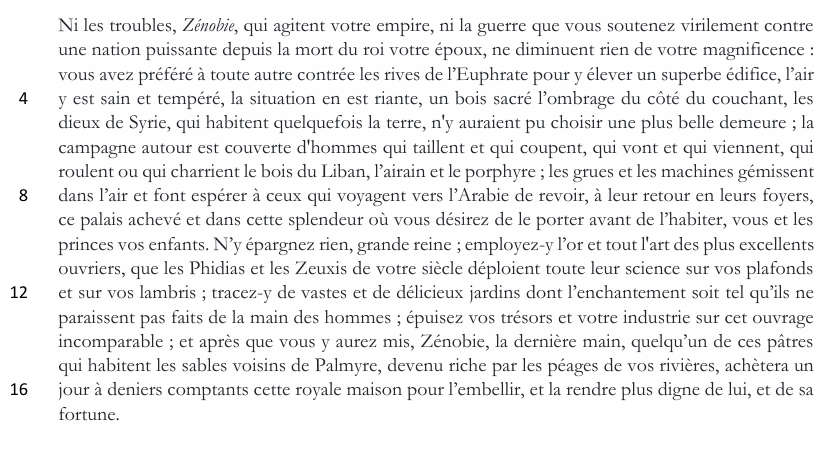 Ni les troubles, Zénobie, qui agitent votre empire, ni la guerre que vous soutenez virilement contre
une nation puissante depuis la mort du roi votre époux, ne diminuent rien de votre magnificence :
vous avez préféré à toute autre contrée les rives de l’Euphrate pour y élever un superbe édifice, l’air
4 y est sain et tempéré, la situation en est riante, un bois sacré l’ombrage du côté du couchant, les
dieux de Syrie, qui habitent quelquefois la terre, n'y auraient pu choisir une plus belle demeure ; la
campagne autour est couverte d'hommes qui taillent et qui coupent, qui vont et qui viennent, qui
roulent ou qui charrient le bois du Liban, l’airain et le porphyre ; les grues et les machines gémissent
8 dans l’air et font espérer à ceux qui voyagent vers l’Arabie de revoir, à leur retour en leurs foyers,
ce palais achevé et dans cette splendeur où vous désirez de le porter avant de l’habiter, vous et les
princes vos enfants. N’y épargnez rien, grande reine ; employez-y l’or et tout l'art des plus excellents
ouvriers, que les Phidias et les Zeuxis de votre siècle déploient toute leur science sur vos plafonds
12 et sur vos lambris ; tracez-y de vastes et de délicieux jardins dont l’enchantement soit tel qu’ils ne
paraissent pas faits de la main des hommes ; épuisez vos trésors et votre industrie sur cet ouvrage
incomparable ; et après que vous y aurez mis, Zénobie, la dernière main, quelqu’un de ces pâtres
qui habitent les sables voisins de Palmyre, devenu riche par les péages de vos rivières, achètera un
16 jour à deniers comptants cette royale maison pour l’embellir, et la rendre plus digne de lui, et de sa
fortune.